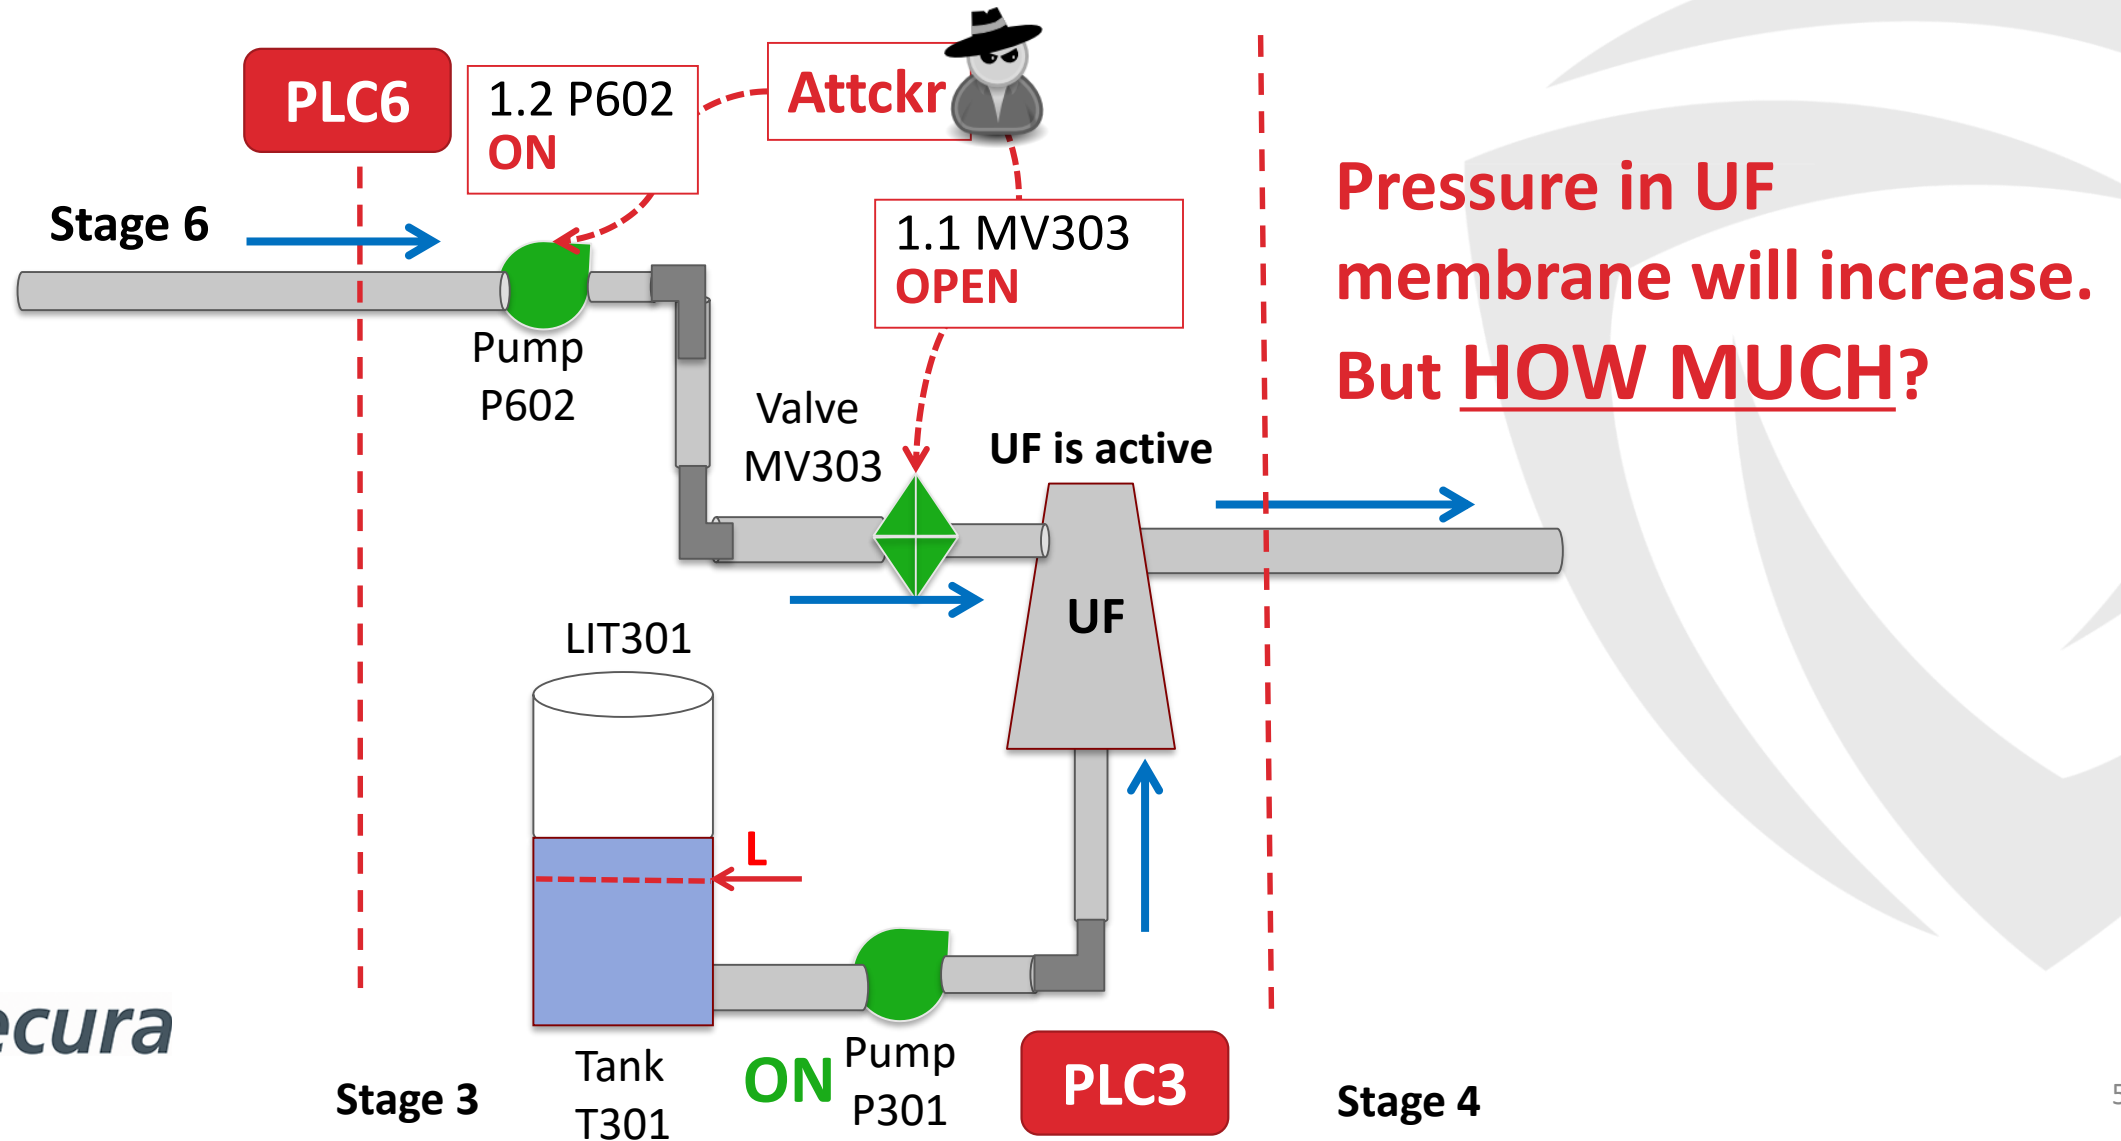 PLC6
1.2 P602
ON
Attckr
Stage 6
1.1 MV303
OPEN
Pressure in UF
membrane will increase.
But HOW MUCH?
Pump
P602
Valve
MV303
UF is active
UF
LIT301
L
ecura
Stage 3
Tank
T301
ON
Pump
P301
PLC3
Stage 4
5